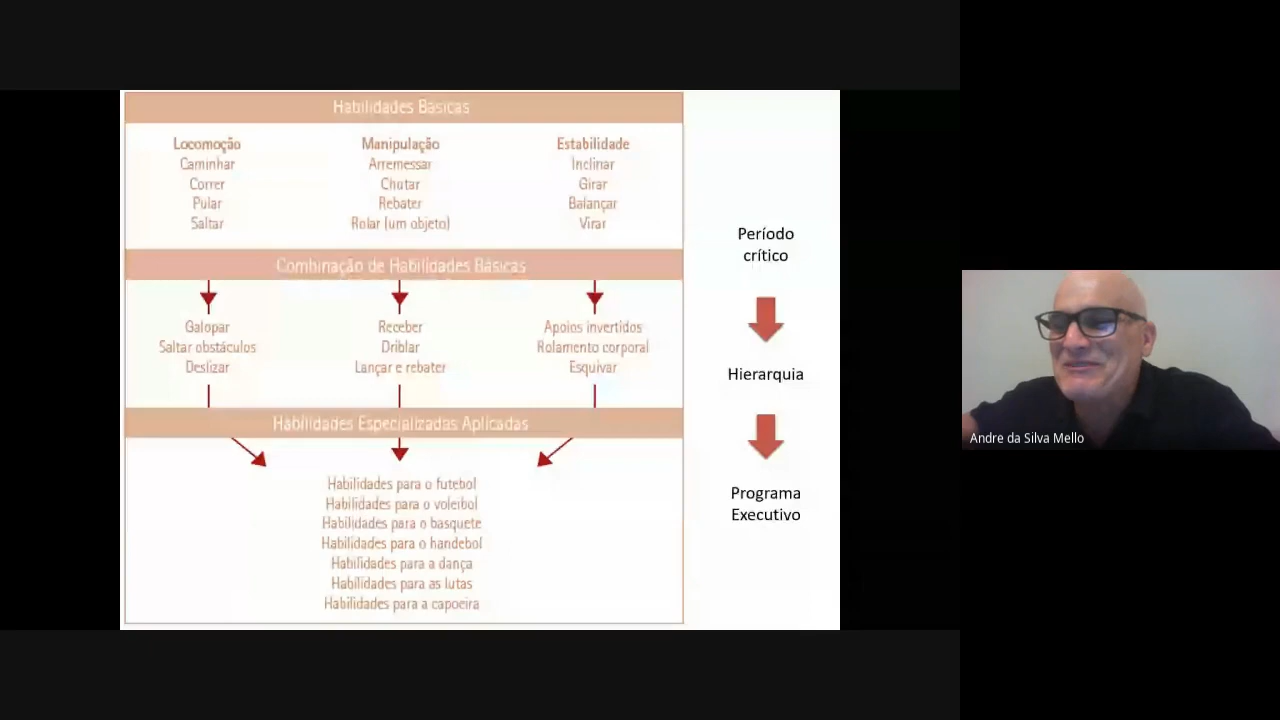 Habilidades Básicas
Locomoção
Caminhar
Correr
Pular
Saltar
Manipulação
Arremessar
Chutar
Rebater
Rolar (um objeto)
Estabilidade
Inclinar
Girar
Balançar
Virar
Combinação de Habilidades Básicas
Galopar
Saltar obstáculos
Deslizar
Receber
Driblar
Lançar e rebater
Apoios invertidos
Rolamento corporal
Esquivar
Habilidades Especializadas Aplicadas
Habilidades para o futebol
Habilidades para o voleibol
Habilidades para o basquete
Habilidades para o handebol
Habilidades para a dança
Habilidades para as lutas
Habilidades para a capoeira
Período
crítico
Hierarquia
Programa
Executivo
Andre da Silva Mello